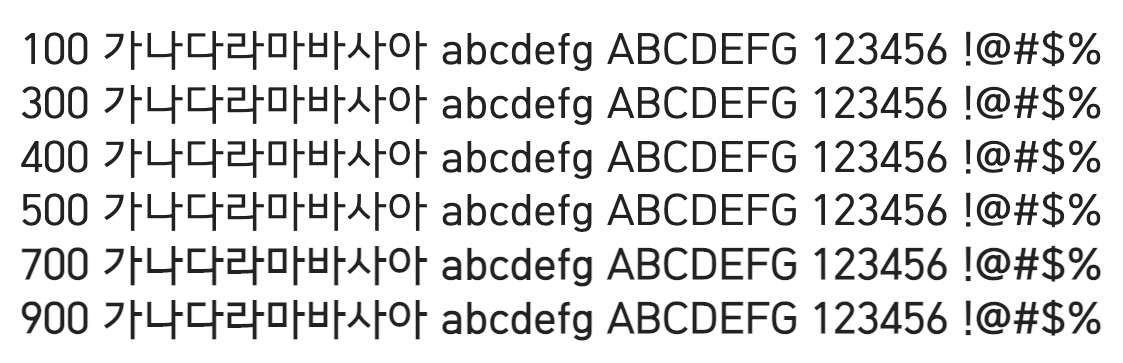 100 가나다라마바사아 abcdefg ABCDEFG 123456 !@#$%
300 가나다라마바사아 abcdefg ABCDEFG 123456 !@#$%
400 가나다라마바사아 abcdefg ABCDEFG 123456 !@#$%
500 가나다라마바사아 abcdefg ABCDEFG 123456 !@#$%
700 가나다라마바사아 abcdefg ABCDEFG 123456 !@#$%
900 가나다라마바사아 abcdefg ABCDEFG 123456 !@#$%